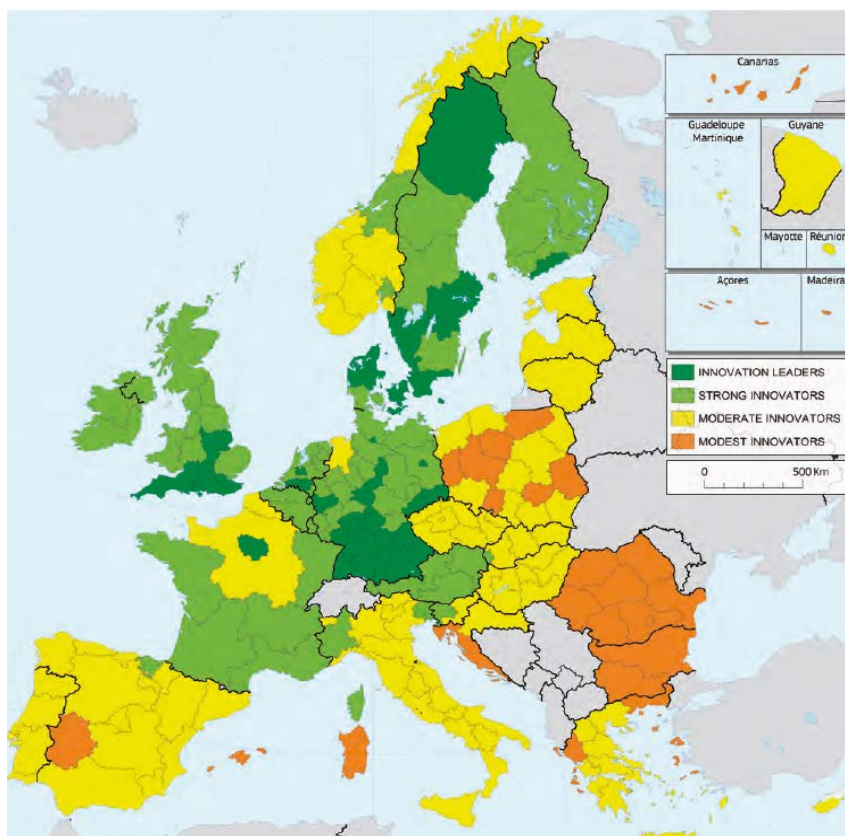 Canarias
Guadeloupe
Martinique
Guyane
Mayotte
Réunion
Açores
Madeira
INNOVATION LEADERS
STRONG INNOVATORS
MODERATE INNOVATORS
MODEST INNOVATORS
0 500 Km